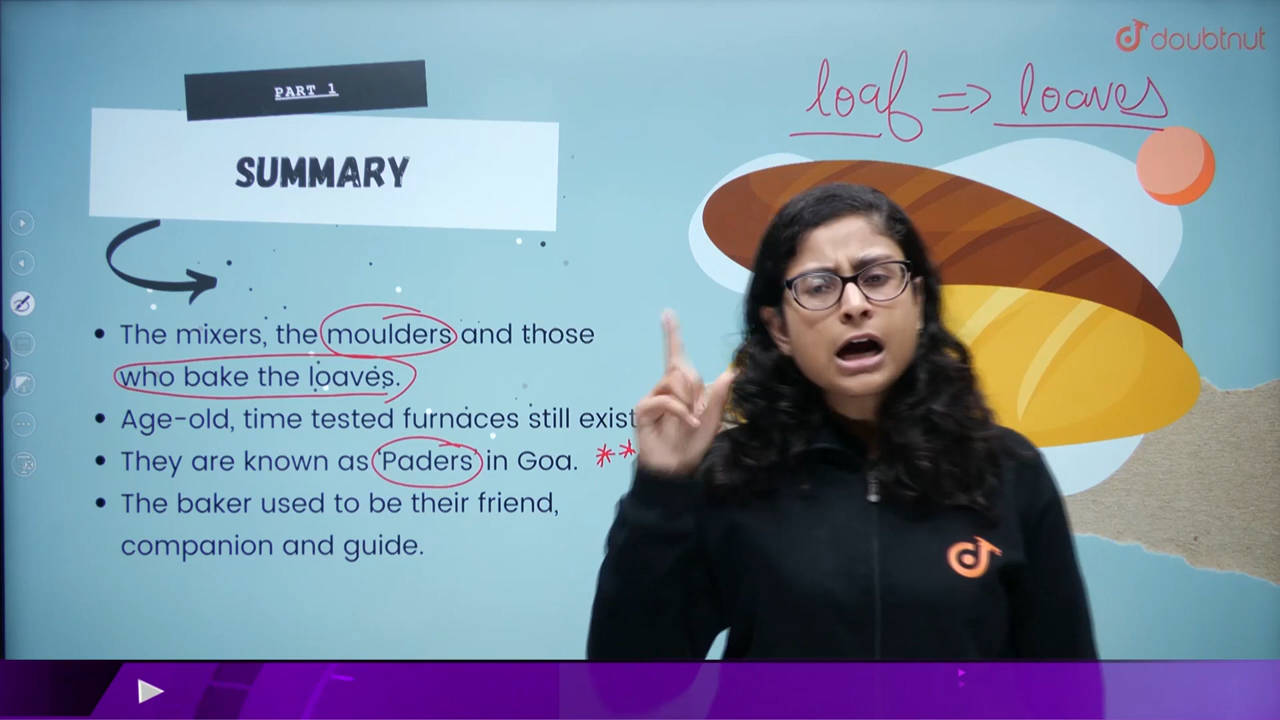 doubtnut
loaf => loaves
PART 1
SUMMARY
• The mixers, the moulders and those
who bake the loaves.
• Age-old, time tested furnaces still exist
• They are known as 'Paders in Goa. **
• The baker used to be their friend,
companion and guide.